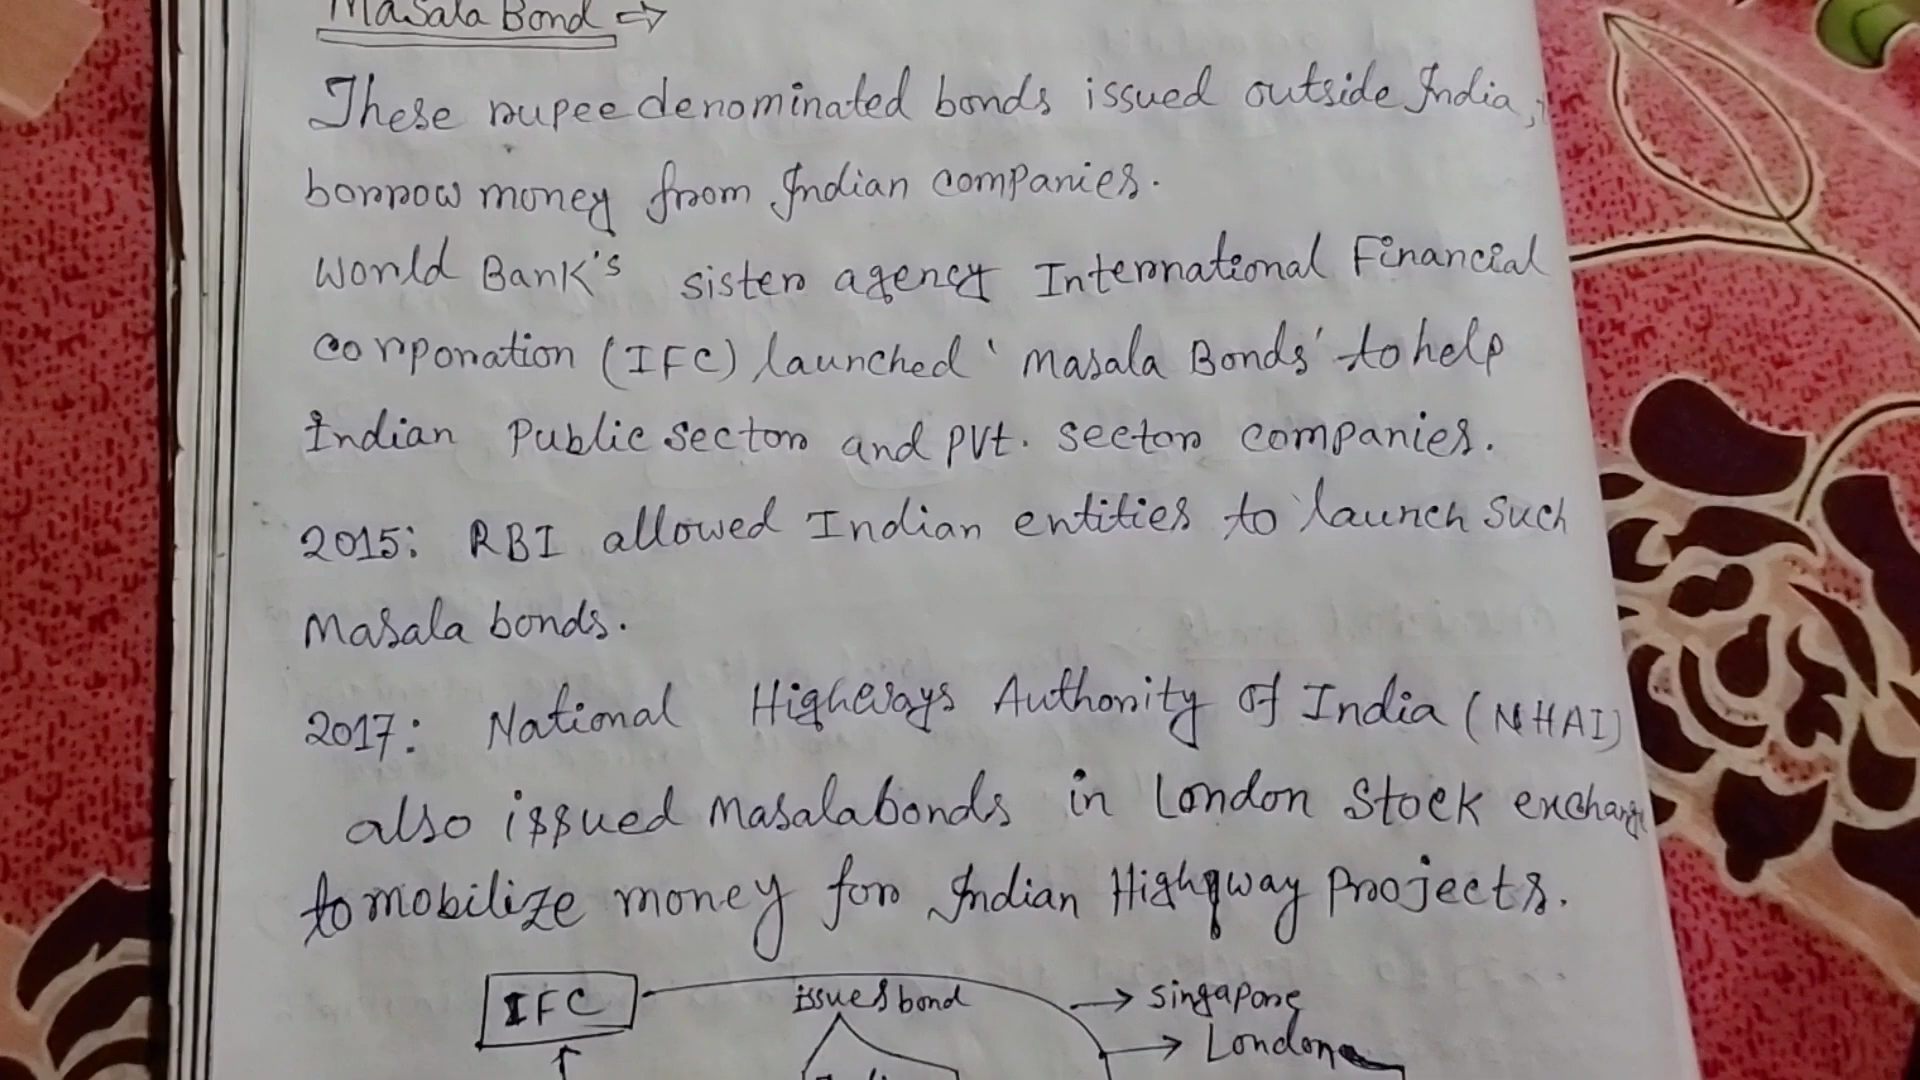 Masala Bond ⇒
These rupee denominated bonds issued outside India,
borrow money from Indian companies.
World Bank's sister agency International Financial
corporation (IFC) launched 'Masala Bonds' to help
Indian Public Sector and pvt. sector companies.
2015: RBI allowed Indian entities to launch such
Masala bonds.
2017: National Highways Authority of India (NHAI)
also issued Masala bonds in London Stock exchange
to mobilize money for Indian Highway Projects.
IFC issues bond → singapore
→ London